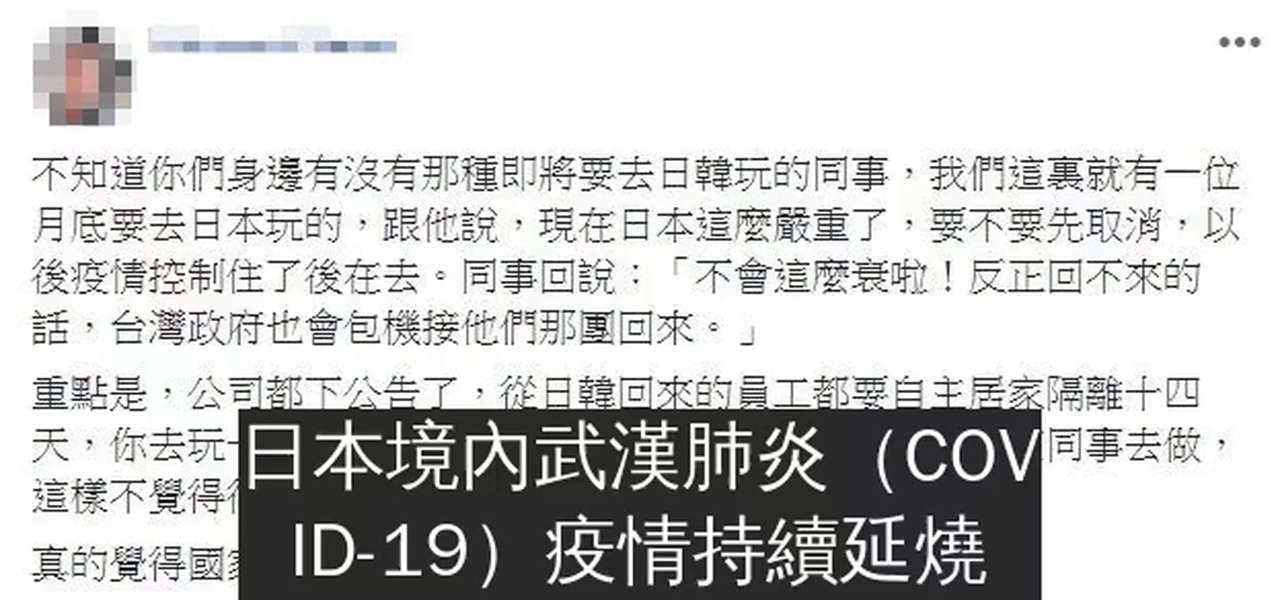 不知道你們身邊有沒有那種即將要去日韓玩的同事，我們這裏就有一位
月底要去日本玩的，跟他說，現在日本這麼嚴重了，要不要先取消，以
後疫情控制住了後在去。同事回說：「不會這麼衰啦！反正回不來的
話，台灣政府也會包機接他們那團回來。」
重點是，公司都下公告了，從日韓回來的員工都要自主居家隔離十四
天，你去玩
同事去做，
這樣不覺得
真的覺得國
日本境內武漢肺炎（COV
ID-19）疫情持續延燒